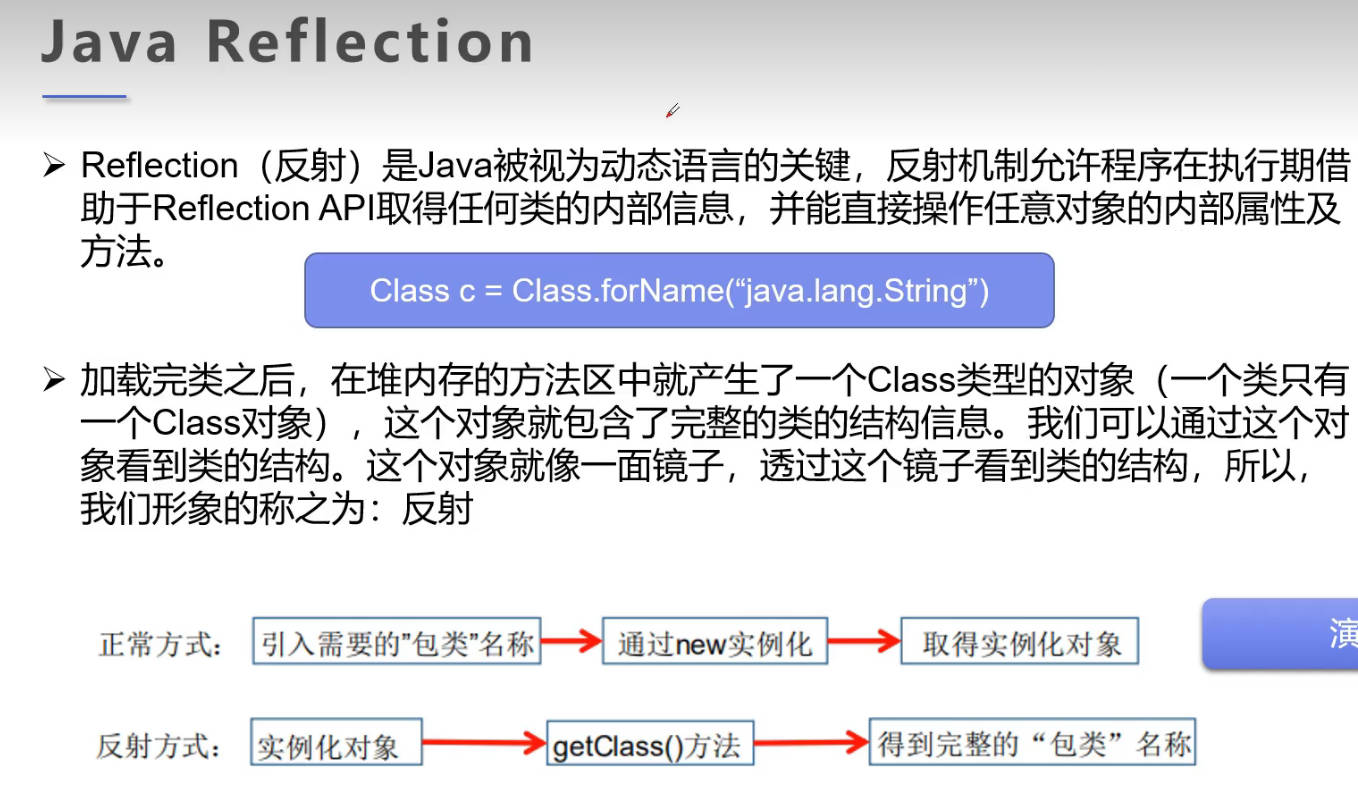 Java Reflection
➢ Reflection（反射）是Java被视为动态语言的关键，反射机制允许程序在执行期借
助于Reflection API取得任何类的内部信息，并能直接操作任意对象的内部属性及
方法。
Class c = Class.forName(“java.lang.String”)
➢ 加载完类之后，在堆内存的方法区中就产生了一个Class类型的对象（一个类只有
一个Class对象），这个对象就包含了完整的类的结构信息。我们可以通过这个对
象看到类的结构。这个对象就像一面镜子，透过这个镜子看到类的结构，所以，
我们形象的称之为：反射
正常方式： 引入需要的”包类”名称 通过new实例化 取得实例化对象
演
反射方式： 实例化对象 getClass()方法 得到完整的“包类”名称